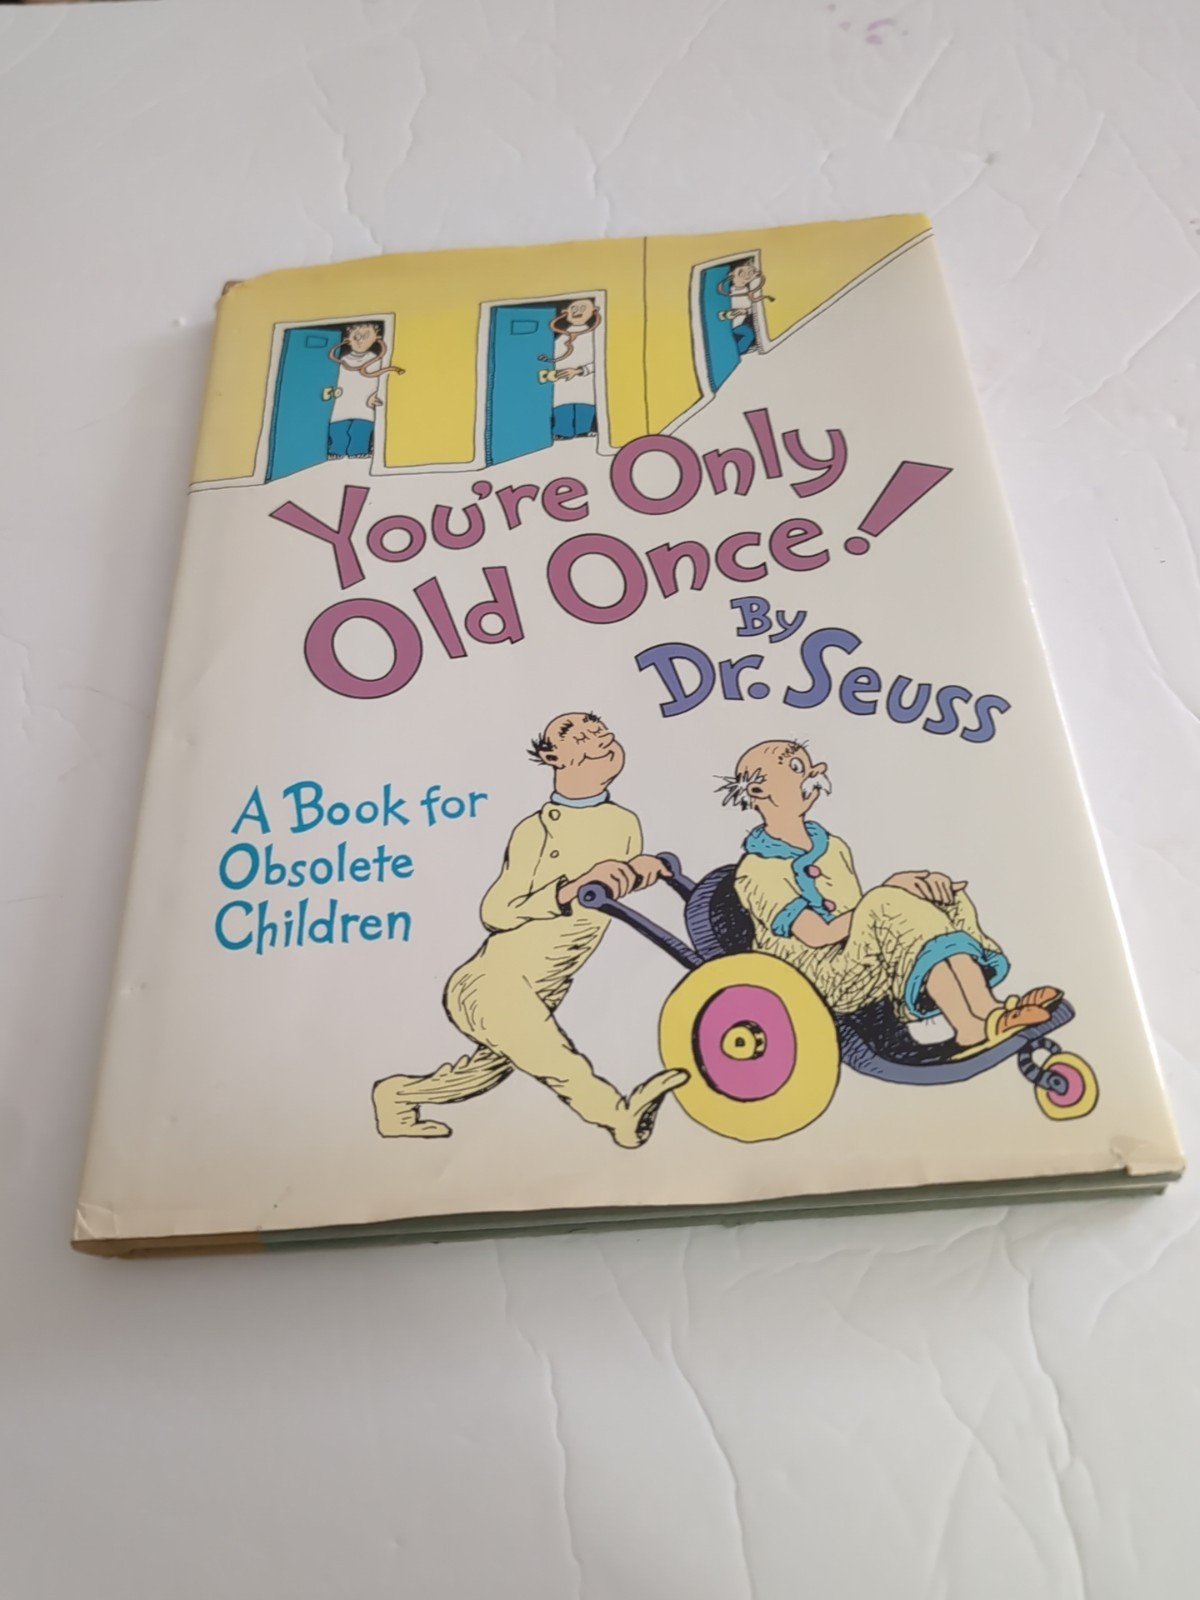 You're Only
Old Once!
By
Dr. Seuss
A Book for
Obsolete
Children